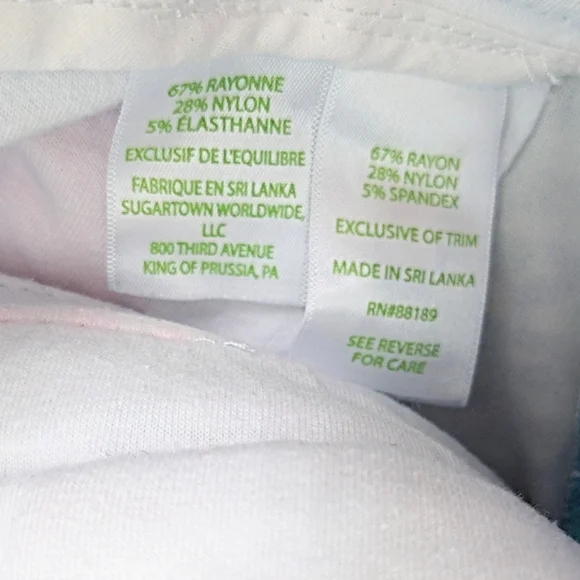 67% RAYONNE
28% NYLON
5% ÉLASTHANNE
EXCLUSIF DE L'EQUILIBRE
FABRIQUE EN SRI LANKA
SUGARTOWN WORLDWIDE,
LLC
800 THIRD AVENUE
KING OF PRUSSIA, PA
67% RAYON
28% NYLON
5% SPANDEX
EXCLUSIVE OF TRIM
MADE IN SRI LANKA
RN#88189
SEE REVERSE
FOR CARE